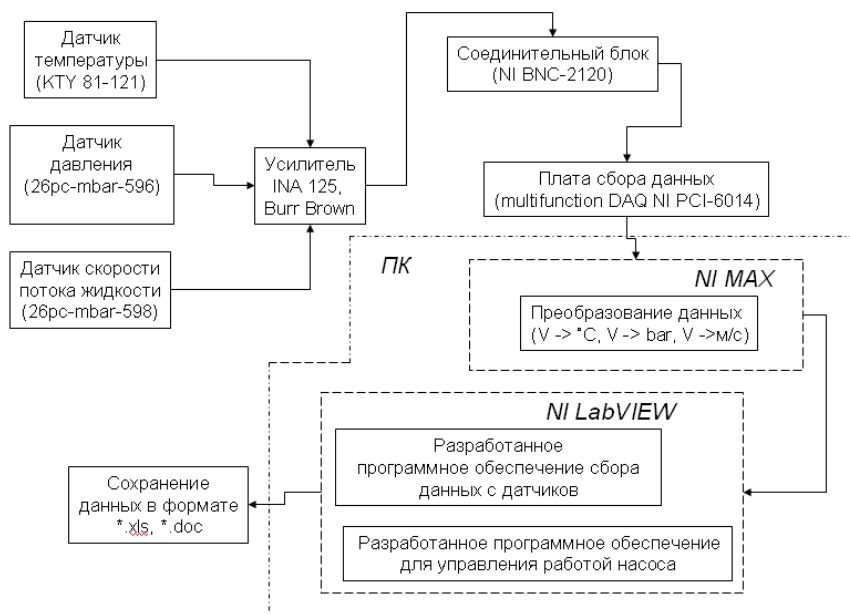 Датчик
температуры
(KTY 81-121)
Соединительный блок
(NI BNC-2120)
Датчик
давления
(26pc-mbar-596)
Усилитель
INA 125,
Burr Brown
Плата сбора данных
(multifunction DAQ NI PCI-6014)
Датчик скорости
потока жидкости
(26pc-mbar-598)
ПК
NI MAX
Преобразование данных
(V -> °C, V -> bar, V ->м/с)
NI LabVIEW
Разработанное
программное обеспечение сбора
данных с датчиков
Сохранение
данных в формате
*.xls, *.doc
Разработанное программное обеспечение
для управления работой насоса